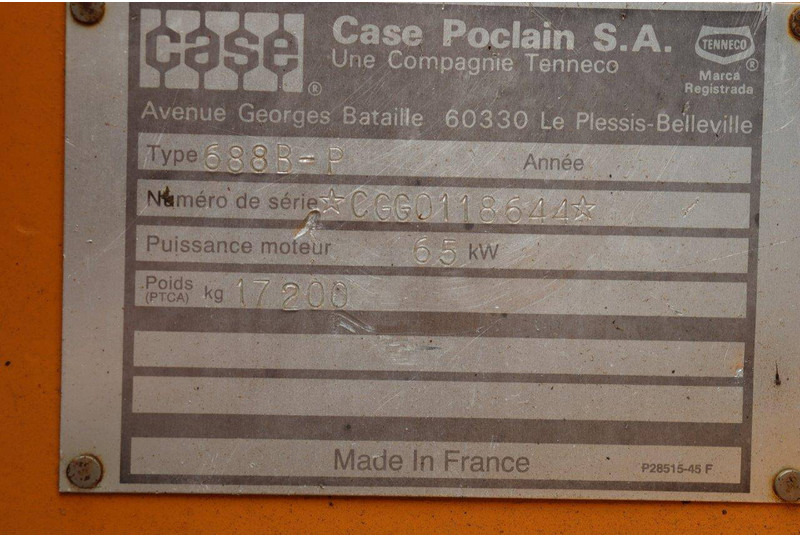 case ®
Case Poclain S.A.
Une Compagnie Tenneco
TENNECO ®
Marca
Registrada
Avenue Georges Bataille 60330 Le Plessis-Belleville
Type 688B-P Année
Numéro de série ☆CGG0118644☆
Puissance moteur 65 kW
Poids
(PTCA) kg 17200
Made In France P28515-45 F